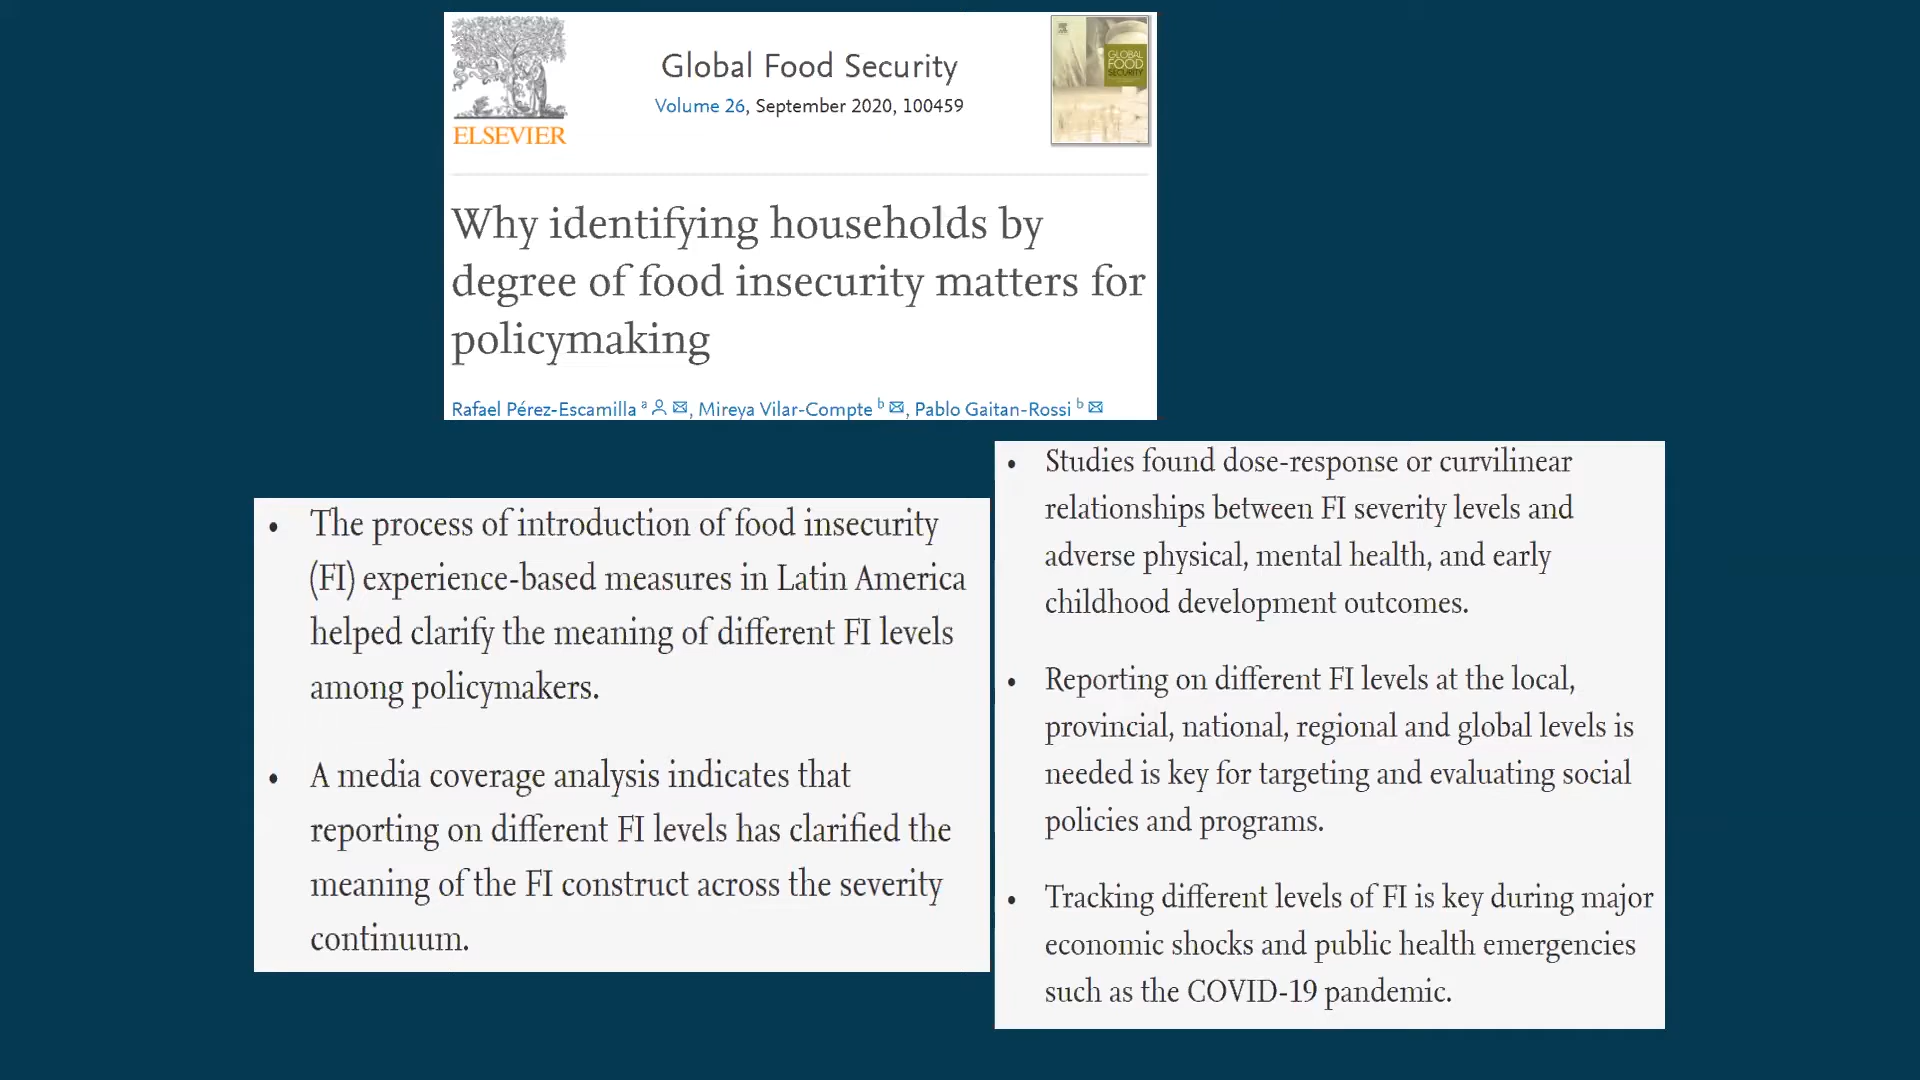 ELSEVIER
Global Food Security
Volume 26, September 2020, 100459
GLOBAL
FOOD
SECURITY
Why identifying households by
degree of food insecurity matters for
policymaking
Rafael Pérez-Escamilla a, Mireya Vilar-Compte b, Pablo Gaitan-Rossi b
• The process of introduction of food insecurity
(FI) experience-based measures in Latin America
helped clarify the meaning of different FI levels
among policymakers.
• A media coverage analysis indicates that
reporting on different FI levels has clarified the
meaning of the FI construct across the severity
continuum.
• Studies found dose-response or curvilinear
relationships between FI severity levels and
adverse physical, mental health, and early
childhood development outcomes.
• Reporting on different FI levels at the local,
provincial, national, regional and global levels is
needed is key for targeting and evaluating social
policies and programs.
• Tracking different levels of FI is key during major
economic shocks and public health emergencies
such as the COVID-19 pandemic.